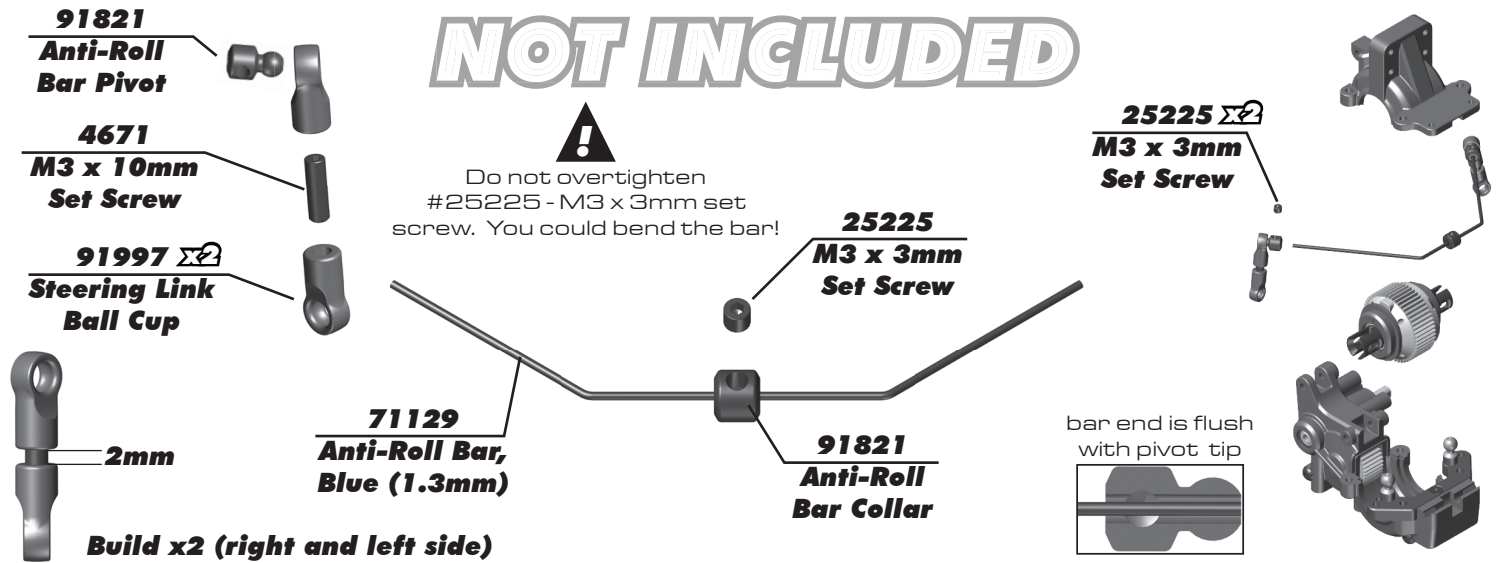 NOT INCLUDED
91821
Anti-Roll
Bar Pivot
4671
M3 x 10mm
Set Screw
91997 x2
Steering Link
Ball Cup
2mm
Build x2 (right and left side)
!
Do not overtighten
#25225 - M3 x 3mm set
screw. You could bend the bar!
25225
M3 x 3mm
Set Screw
71129
Anti-Roll Bar,
Blue (1.3mm)
91821
Anti-Roll
Bar Collar
25225 x2
M3 x 3mm
Set Screw
bar end is flush
with pivot tip